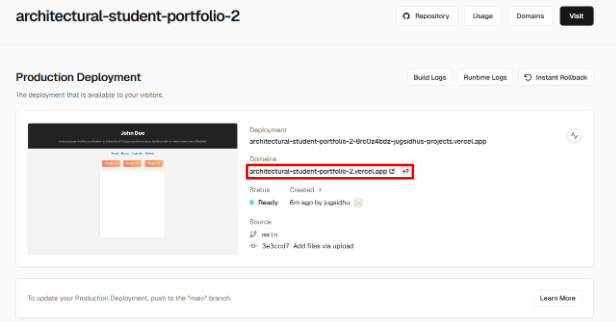 architectural-student-portfolio-2
Repository
Usage
Domains
Visit
Production Deployment
Build Logs
Runtime Logs
Instant Rollback
The deployment that is available to your visitors.
John Doe
Deployment
architectural-student-portfolio-2-8rc0z4bdz-jugsidhus-projects.vercel.app
Domains
architectural-student-portfolio-2.vercel.app +2
Status
Created
Ready
6m ago by jugsidhu
Source
main
3e3ccd7 Add files via upload
To update your Production Deployment, push to the "main" branch.
Learn More